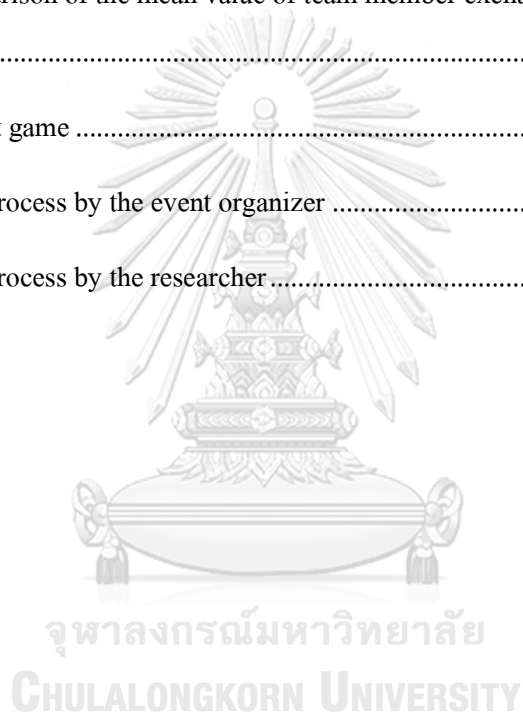 rison of the mean value of team member excha
................................................................................
t game ................................................................
rocess by the event organizer ...............................
rocess by the researcher..........................................
จุฬาลงกรณ์มหาวิทยาลัย
CHULALONGKORN UNIVERSITY